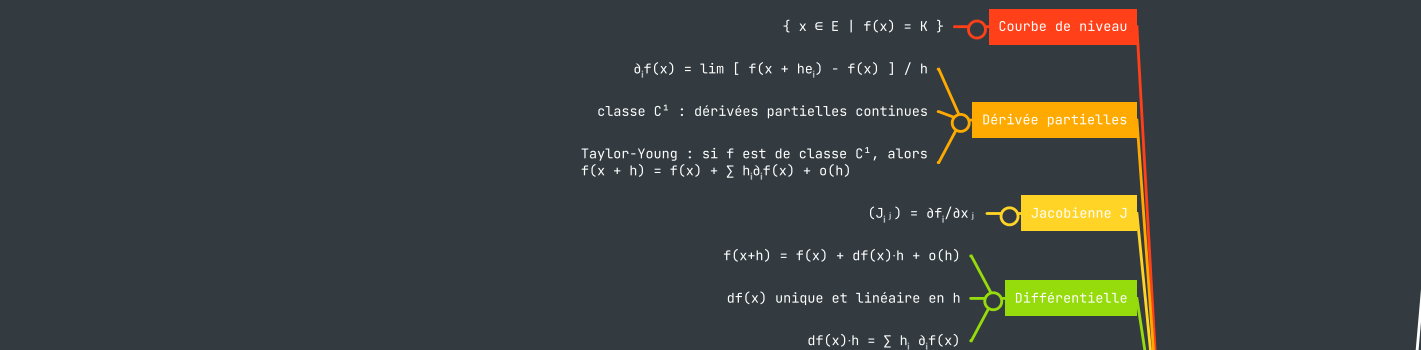 { x ∈ E | f(x) = K }
Courbe de niveau
∂ᵢf(x) = lim [ f(x + heᵢ) - f(x) ] / h
classe C¹ : dérivées partielles continues
Dérivée partielles
Taylor-Young : si f est de classe C¹, alors
f(x + h) = f(x) + ∑ hᵢ∂ᵢf(x) + o(h)
(Jᵢⱼ) = ∂fᵢ/∂xⱼ
Jacobienne J
f(x+h) = f(x) + df(x)·h + o(h)
df(x) unique et linéaire en h
Différentielle
df(x)·h = ∑ hᵢ ∂ᵢf(x)